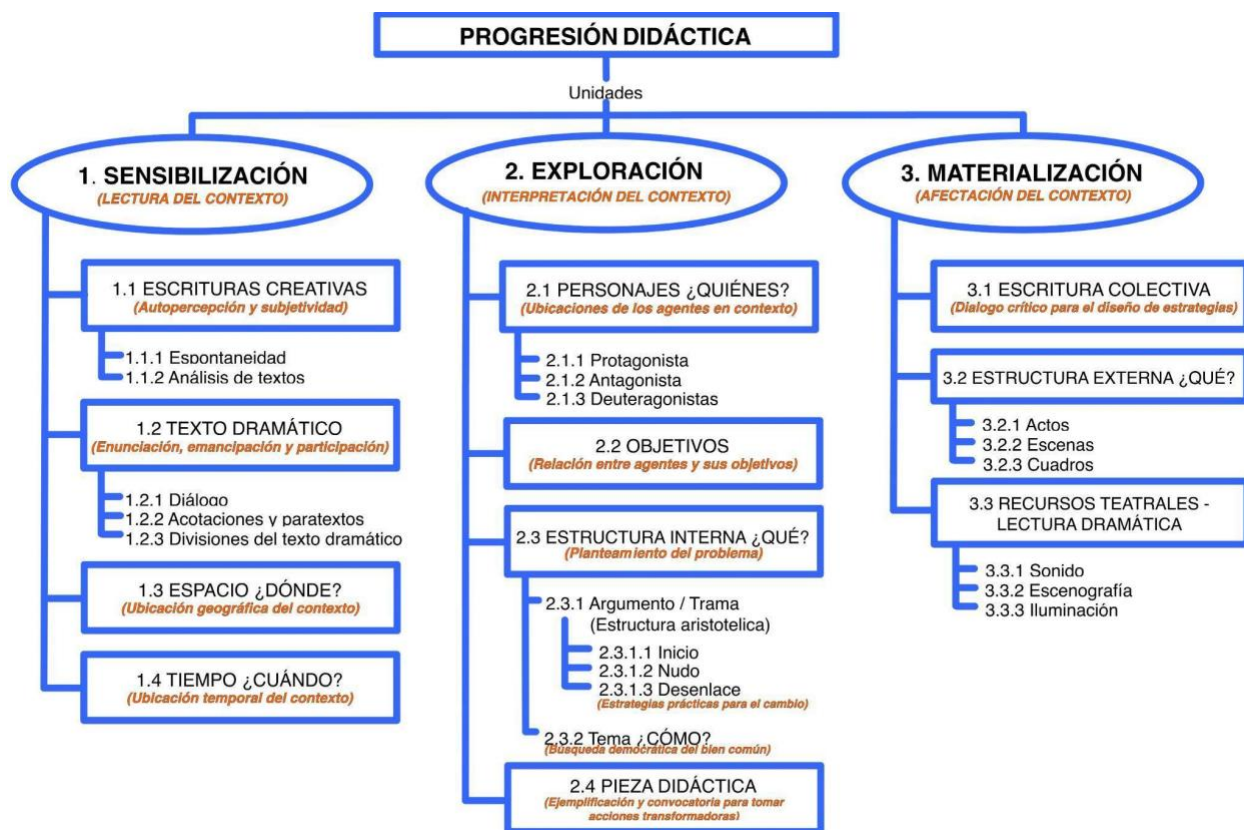 PROGRESIÓN DIDÁCTICA
Unidades
1. SENSIBILIZACIÓN
(LECTURA DEL CONTEXTO)
1.1 ESCRITURAS CREATIVAS
(Autopercepción y subjetividad)
1.1.1 Espontaneidad
1.1.2 Análisis de textos
1.2 TEXTO DRAMÁTICO
(Enunciación, emancipación y participación)
1.2.1 Diálogo
1.2.2 Acotaciones y paratextos
1.2.3 Divisiones del texto dramático
1.3 ESPACIO ¿DÓNDE?
(Ubicación geográfica del contexto)
1.4 TIEMPO ¿CUÁNDO?
(Ubicación temporal del contexto)
2. EXPLORACIÓN
(INTERPRETACIÓN DEL CONTEXTO)
2.1 PERSONAJES ¿QUIÉNES?
(Ubicaciones de los agentes en contexto)
2.1.1 Protagonista
2.1.2 Antagonista
2.1.3 Deuteragonistas
2.2 OBJETIVOS
(Relación entre agentes y sus objetivos)
2.3 ESTRUCTURA INTERNA ¿QUÉ?
(Planteamiento del problema)
2.3.1 Argumento / Trama
(Estructura aristotelica)
2.3.1.1 Inicio
2.3.1.2 Nudo
2.3.1.3 Desenlace
(Estrategias prácticas para el cambio)
2.3.2 Tema ¿CÓMO?
(Búsqueda democrática del bien común)
2.4 PIEZA DIDÁCTICA
(Ejemplificación y convocatoria para tomar
acciones transformadoras)
3. MATERIALIZACIÓN
(AFECTACIÓN DEL CONTEXTO)
3.1 ESCRITURA COLECTIVA
(Dialogo crítico para el diseño de estrategias)
3.2 ESTRUCTURA EXTERNA ¿QUÉ?
3.2.1 Actos
3.2.2 Escenas
3.2.3 Cuadros
3.3 RECURSOS TEATRALES -
LECTURA DRAMÁTICA
3.3.1 Sonido
3.3.2 Escenografía
3.3.3 Iluminación